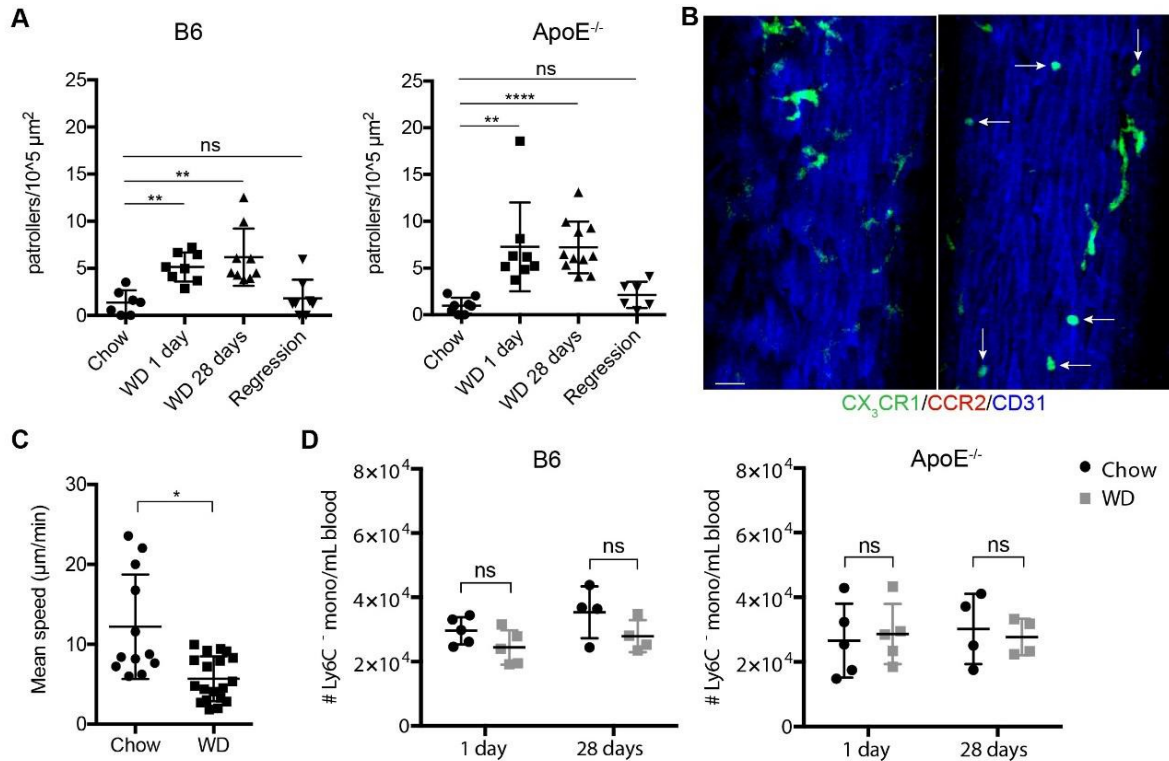 A
B6
patrollers/10^5 µm²
25
20
15
10
5
0
ns
**
**
Chow
WD 1 day
WD 28 days
Regression
ApoE-/-
patrollers/10^5 µm²
25
20
15
10
5
0
ns
****
**
Chow
WD 1 day
WD 28 days
Regression
B
CX3CR1/CCR2/CD31
C
Mean speed (µm/min)
30
20
10
0
*
Chow
WD
D
B6
# Ly6C - mono/mL blood
8×10⁴
6×10⁴
4×10⁴
2×10⁴
0
ns
ns
1 day
28 days
ApoE-/-
# Ly6C - mono/mL blood
8×10⁴
6×10⁴
4×10⁴
2×10⁴
0
ns
ns
1 day
28 days
Chow
WD